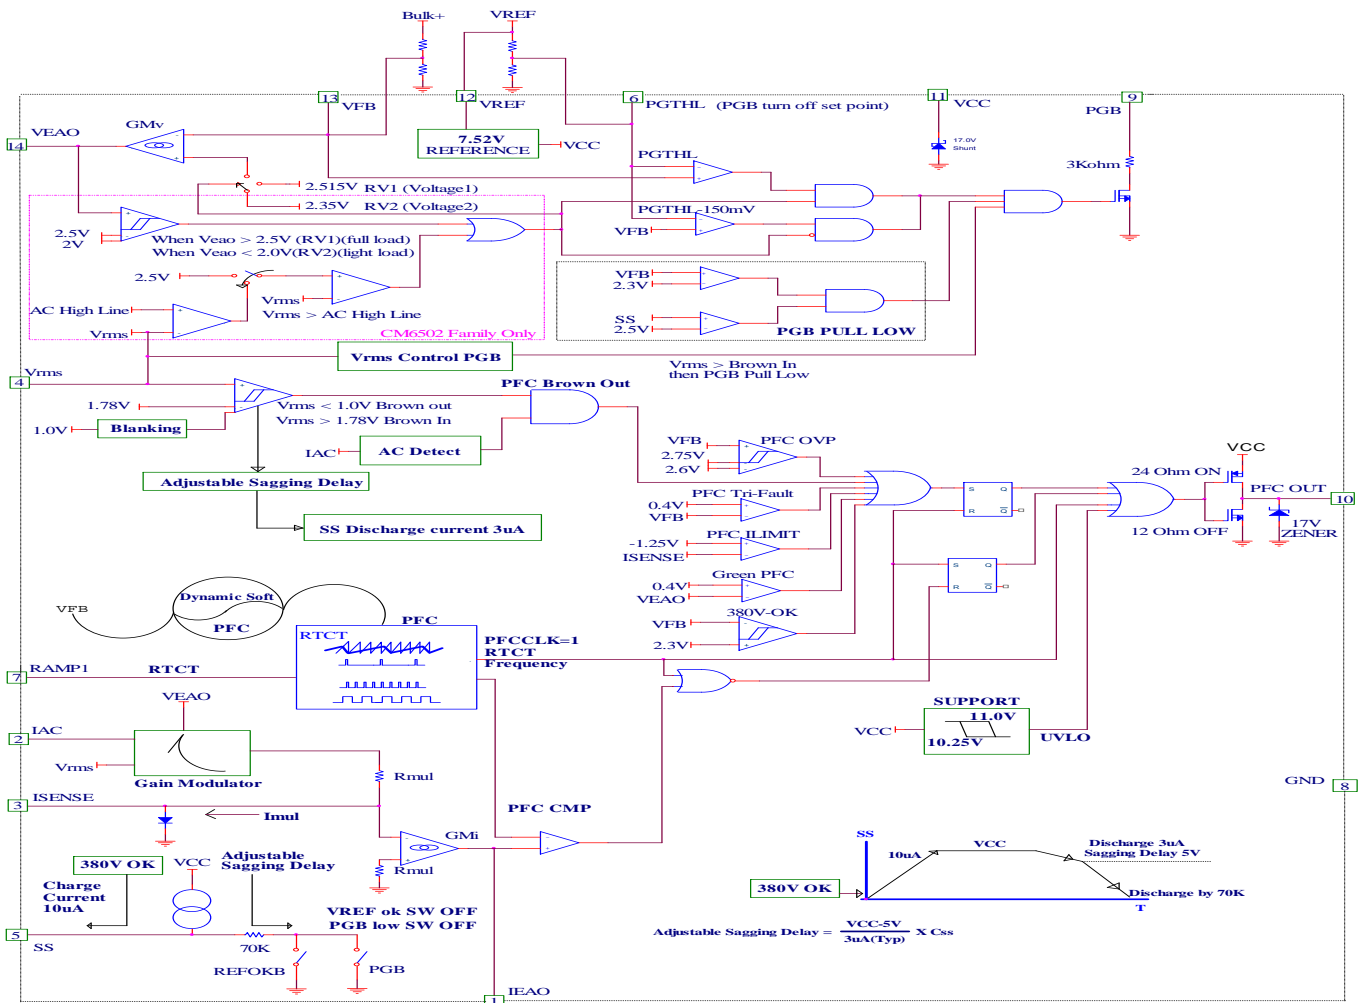 Bulk+
VREF
13
VFB
12
VREF
6
PGTHL (PGB turn off set point)
11
VCC
9
PGB
14
VEAO
GMv
7.52V
REFERENCE
VCC
17.0V
Shunt
PGTHL
3Kohm
2.515V RV1 (Voltage1)
2.35V RV2 (Voltage2)
PGTHL-150mV
VFB
2.5V
2V
When Veao > 2.5V (RV1)(full load)
When Veao < 2.0V(RV2)(light load)
2.5V
Vrms
Vrms > AC High Line
AC High Line
Vrms
CM6502 Family Only
VFB
2.3V
SS
2.5V
PGB PULL LOW
Vrms Control PGB
Vrms > Brown In
then PGB Pull Low
4
Vrms
PFC Brown Out
1.78V
1.0V
Blanking
Vrms < 1.0V Brown out
Vrms > 1.78V Brown In
IAC
AC Detect
Adjustable Sagging Delay
SS Discharge current 3uA
VFB
2.75V
2.6V
PFC OVP
PFC Tri-Fault
0.4V
VFB
PFC ILIMIT
-1.25V
ISENSE
Green PFC
0.4V
VEAO
380V-OK
VFB
2.3V
S
Q
R
Q
S
Q
R
Q
VCC
24 Ohm ON
PFC OUT
10
12 Ohm OFF
17V
ZENER
VFB
Dynamic Soft
PFC
PFC
RTCT
PFCCLK=1
RTCT
Frequency
7
RAMP1
RTCT
VEAO
2
IAC
Vrms
Gain Modulator
Rmul
SUPPORT
11.0V
10.25V
VCC
UVLO
GND
8
3
ISENSE
Imul
PFC CMP
GMi
Rmul
380V OK
VCC
Adjustable
Sagging Delay
Charge
Current
10uA
VREF ok SW OFF
PGB low SW OFF
5
SS
70K
REFOKB
PGB
1
IEAO
SS
10uA
VCC
Discharge 3uA
Sagging Delay 5V
380V OK
Discharge by 70K
T
Adjustable Sagging Delay = VCC-5V
3uA(Typ) X Css